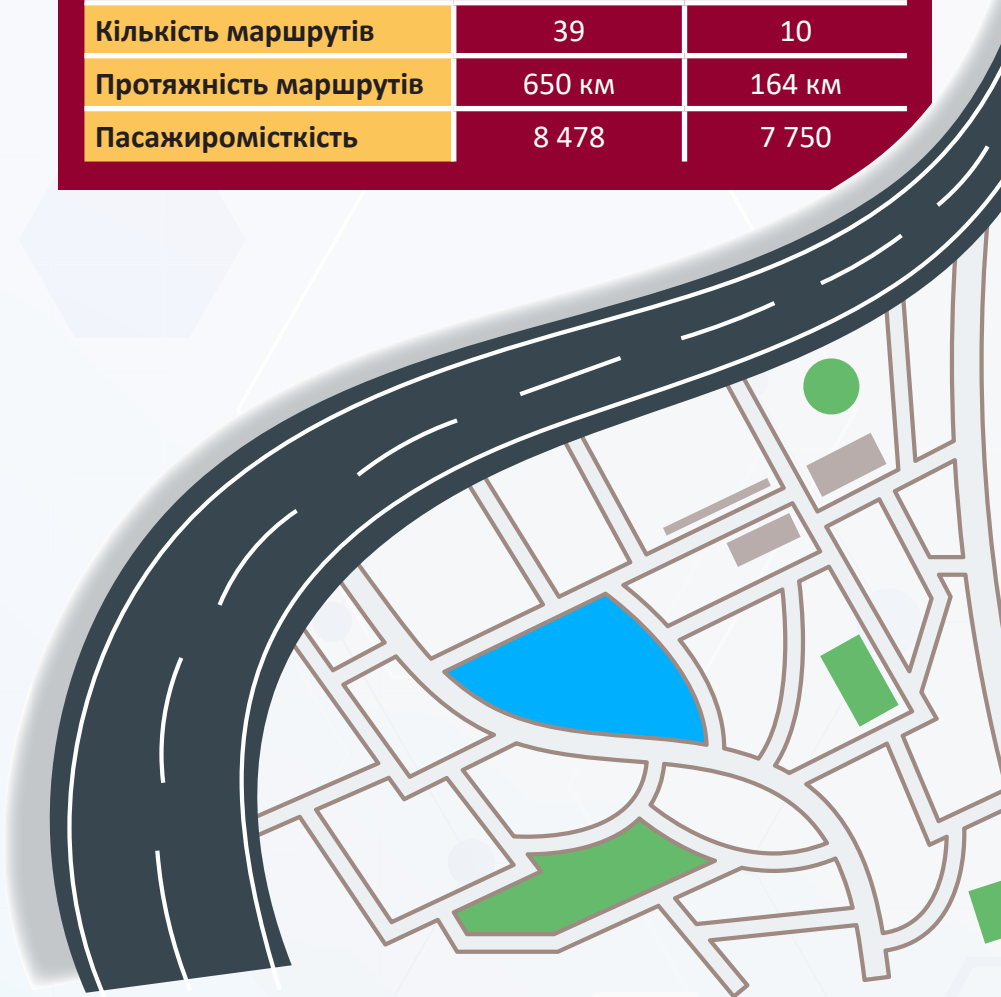 Кількість маршрутів 39 10
Протяжність маршрутів 650 км 164 км
Пасажиромісткість 8 478 7 750